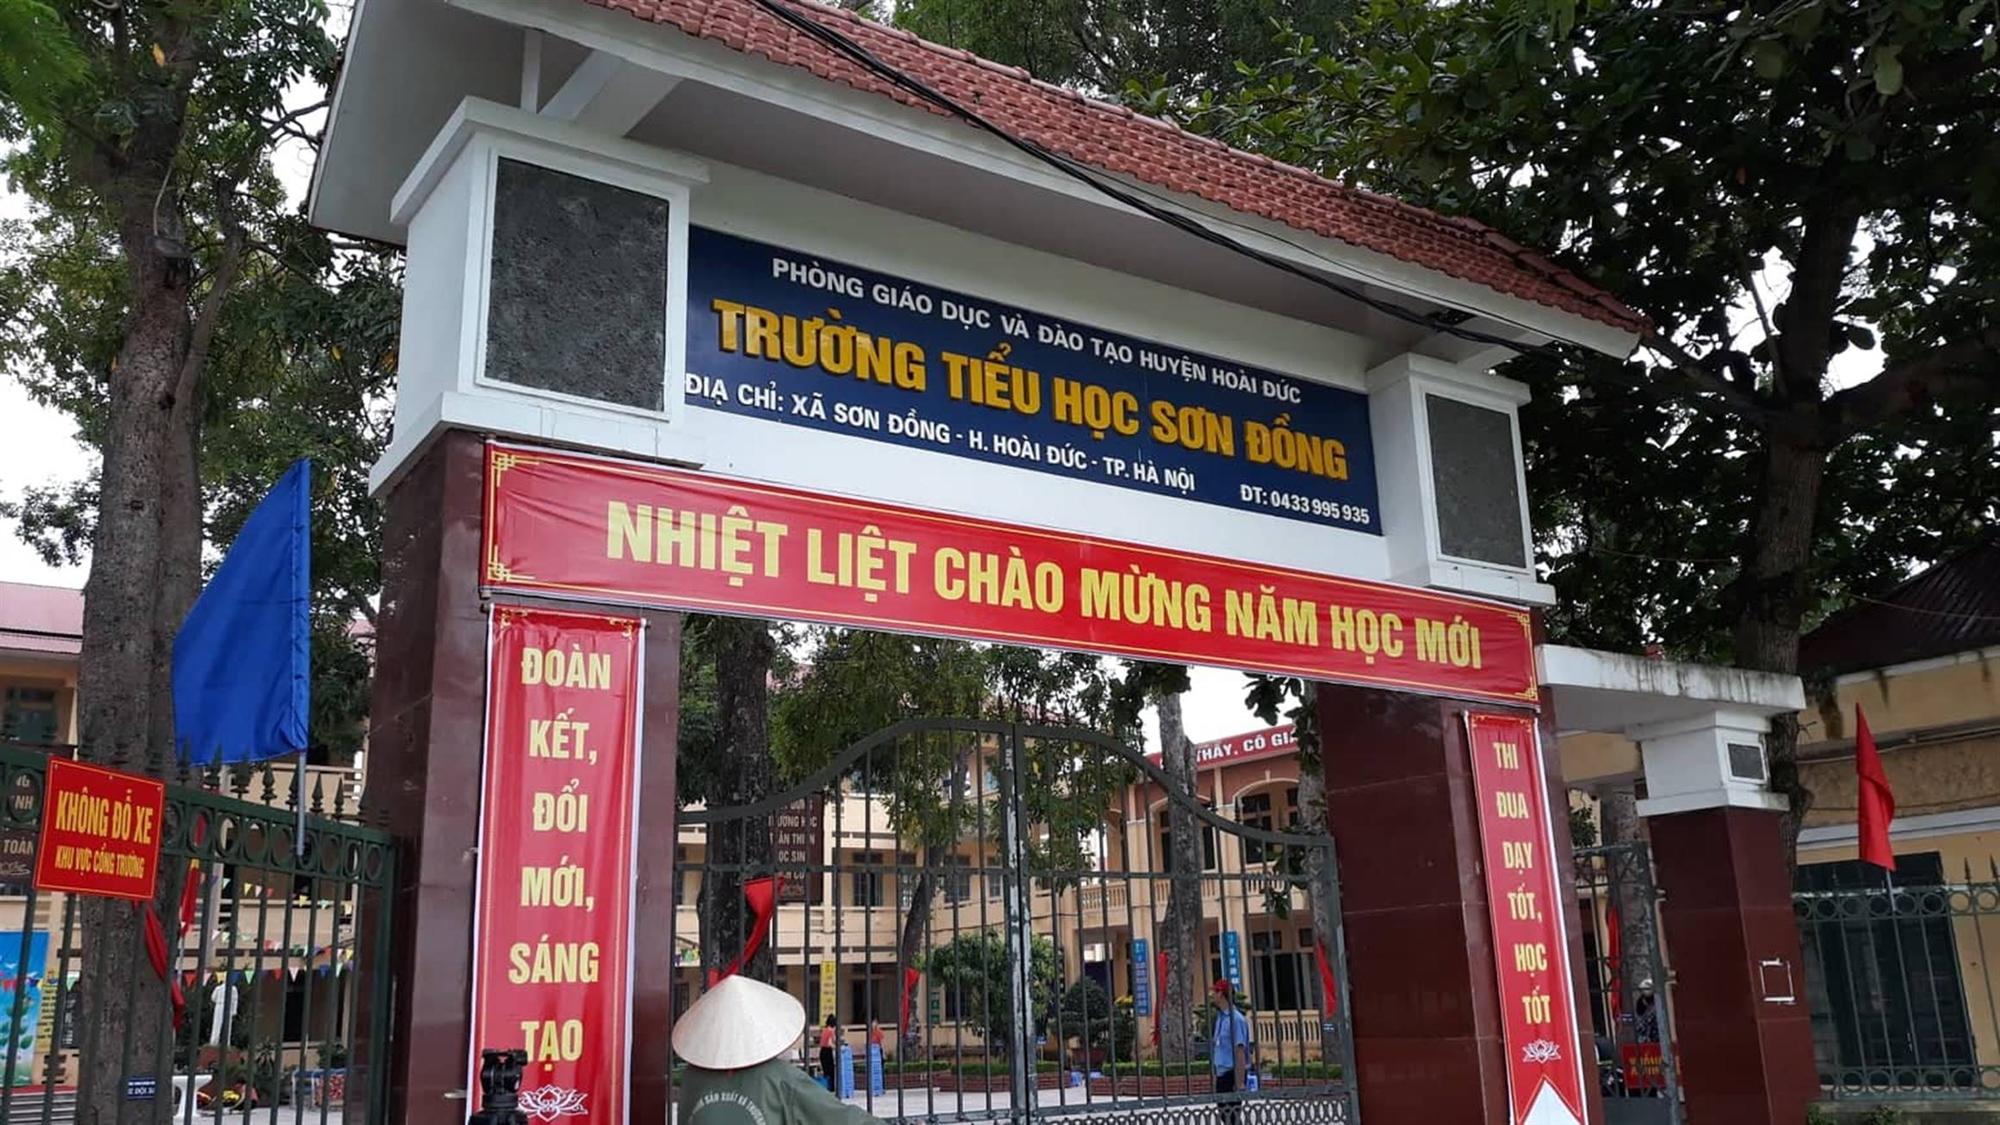 PHÒNG GIÁO DỤC VÀ ĐÀO TẠO HUYỆN HOÀI ĐỨC
TRƯỜNG TIỂU HỌC SƠN ĐỒNG
ĐỊA CHỈ: XÃ SƠN ĐỒNG - H. HOÀI ĐỨC - TP. HÀ NỘI
ĐT: 0433 995 935
NHIỆT LIỆT CHÀO MỪNG NĂM HỌC MỚI
ĐOÀN
KẾT,
ĐỔI
MỚI,
SÁNG
TẠO
THI
ĐUA
DẠY
TỐT,
HỌC
TỐT
KHÔNG ĐỖ XE
KHU VỰC CỔNG TRƯỜNG
THẦY, CÔ